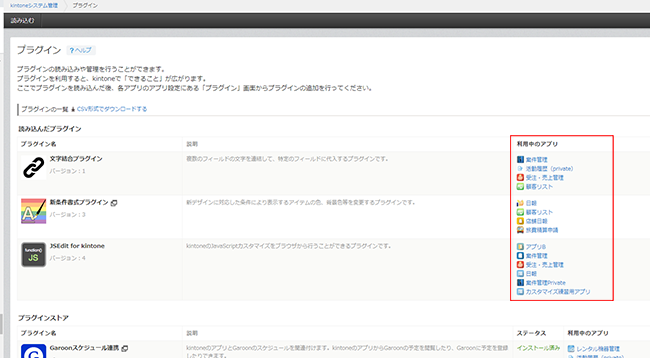 kintoneシステム管理 プラグイン
読み込む
プラグイン ?ヘルプ
プラグインの読み込みや管理を行うことができます。
プラグインを利用すると、kintoneで「できること」が広がります。
ここでプラグインを読み込んだ後、各アプリのアプリ設定にある「プラグイン」画面からプラグインの追加を行ってください。
プラグインの一覧 CSV形式でダウンロードする
読み込んだプラグイン
プラグイン名 説明 利用中のアプリ
文字結合プラグイン
バージョン：1
複数のフィールドの文字を連結して、特定のフィールドに代入するプラグインです。
案件管理
活動履歴（private）
受注・売上管理
顧客リスト
新条件書式プラグイン
バージョン：3
新デザインに対応した条件により表示するアイテムの色、背景色等を変更するプラグインです。
日報
顧客リスト
店舗日報
旅費精算申請
function()
JS
JSEdit for kintone
バージョン：4
kintoneのJavaScriptカスタマイズをブラウザから行うことができるプラグインです。
アプリB
案件管理
受注・売上管理
日報
案件管理Private
カスタマイズ練習用アプリ
プラグインストア
プラグイン名 説明 ステータス 利用中のアプリ
G
Garoonスケジュール連携
kintoneのアプリとGaroonのスケジュールを関連付けます。kintoneのアプリからGaroonの予定を閲覧したり、Garoonに予定を登録
したりできます。
インストール済み
レンタル機器管理
活動履歴（private）